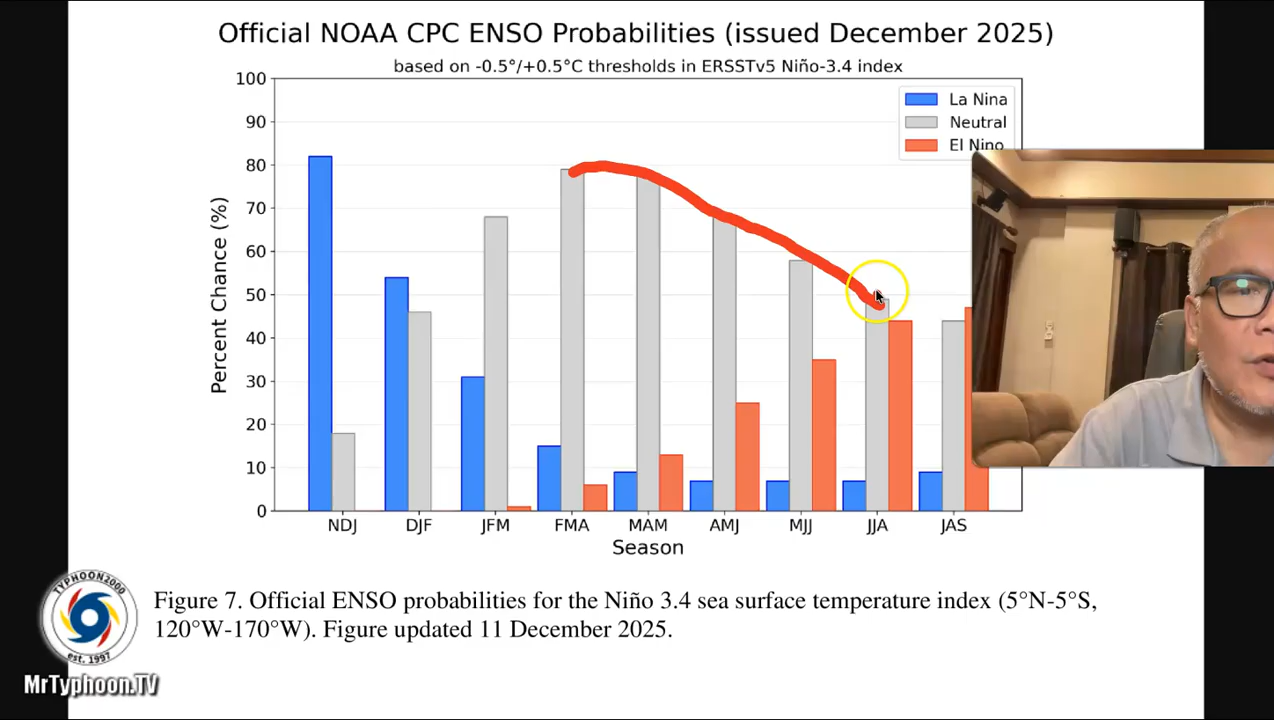 Official NOAA CPC ENSO Probabilities (issued December 2025)
based on -0.5°/+0.5°C thresholds in ERSSTv5 Niño-3.4 index
100
90
80
70
60
50
40
30
20
10
0
Percent Chance (%)
La Nina
Neutral
El Nino
NDJ DJF JFM FMA MAM AMJ MJJ JJA JAS
Season
Figure 7. Official ENSO probabilities for the Niño 3.4 sea surface temperature index (5°N-5°S,
120°W-170°W). Figure updated 11 December 2025.
TYPHOON2000
est. 1997
MrTyphoon.TV